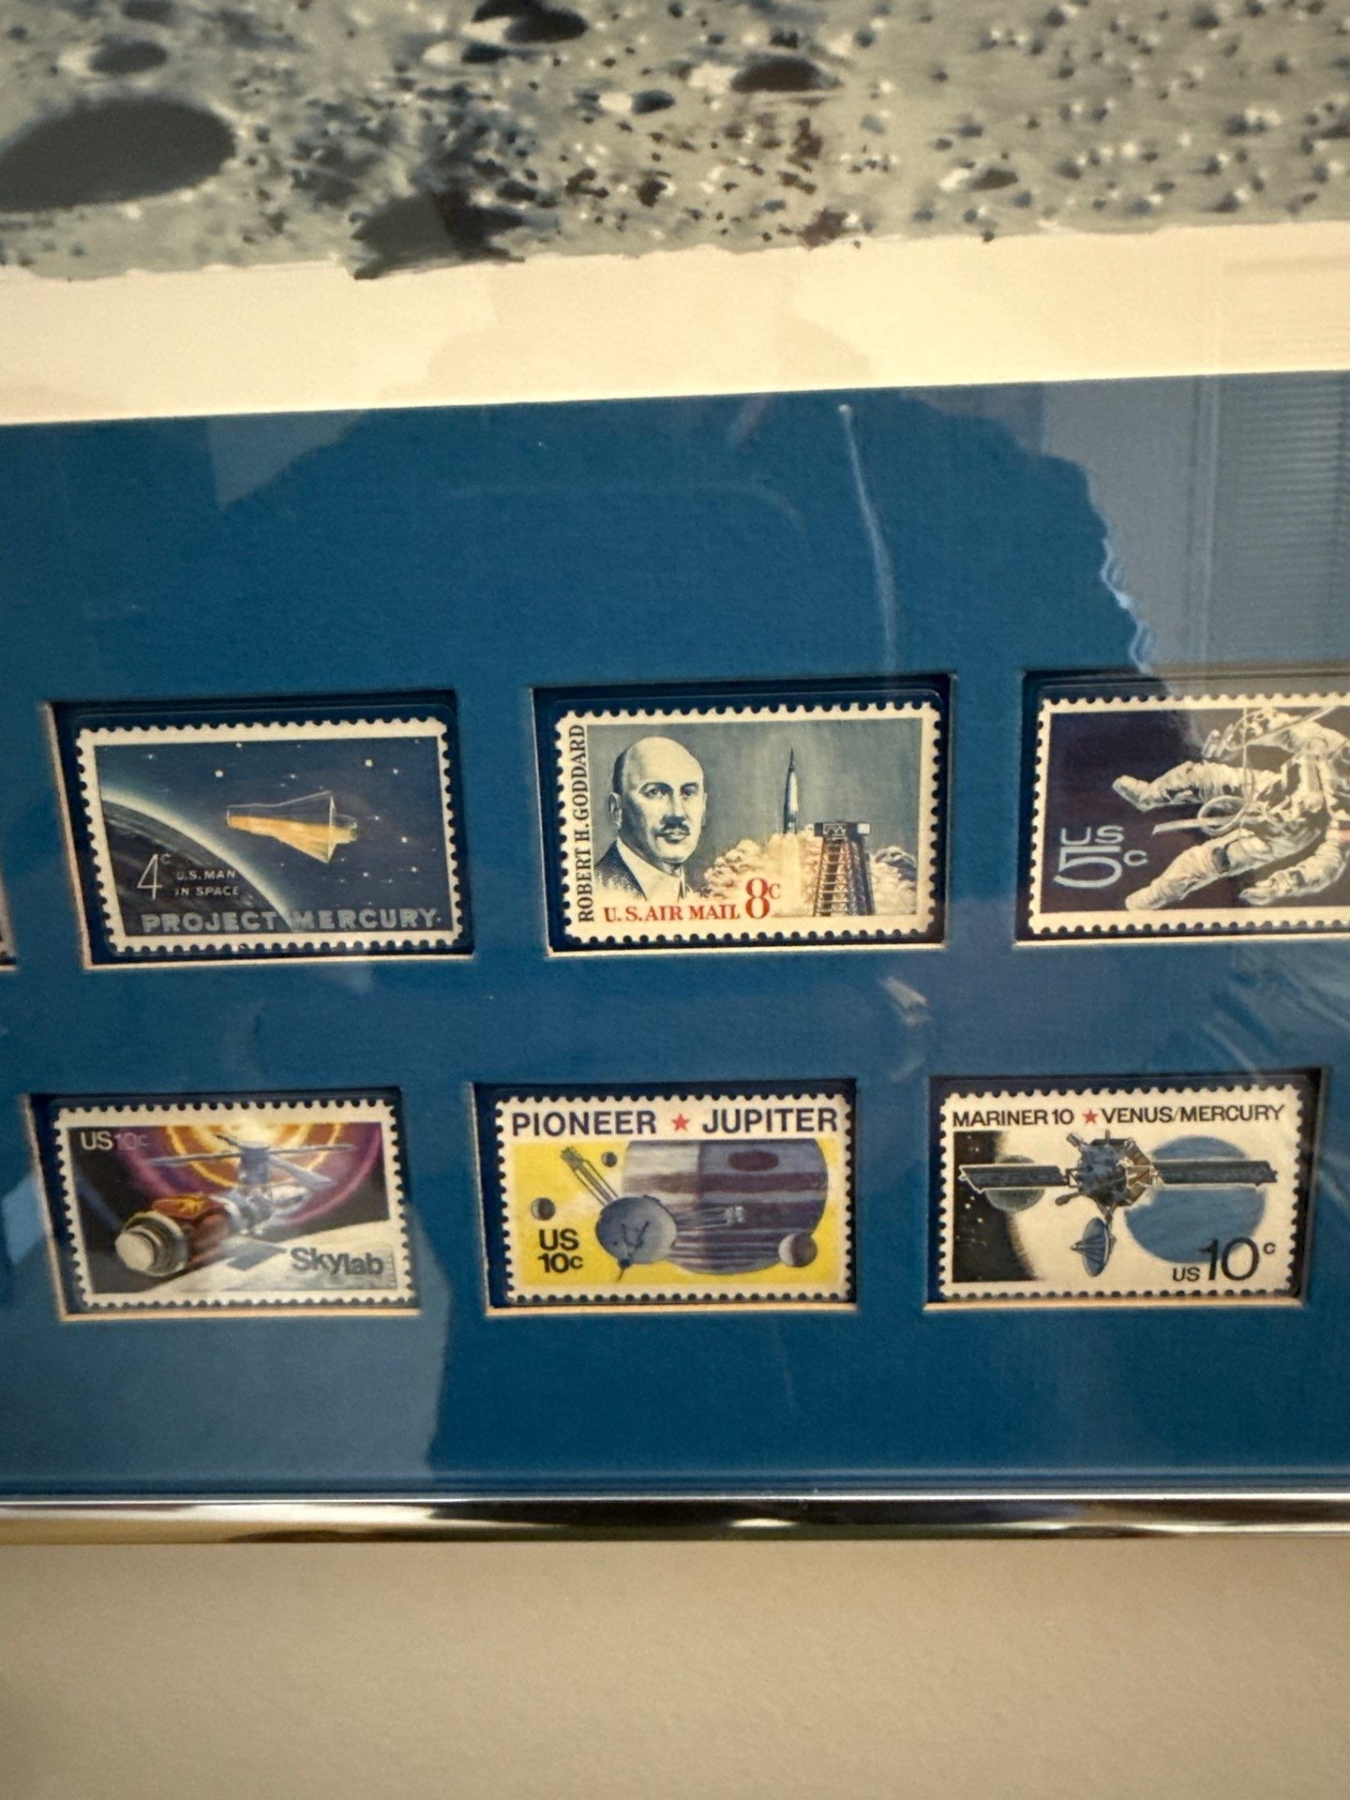 4c
U.S. MAN
IN SPACE
PROJECT MERCURY
ROBERT H. GODDARD
U.S. AIR MAIL 8c
US
5c
US 10c
Skylab
PIONEER ★ JUPITER
US
10c
MARINER 10 ★ VENUS/MERCURY
US 10c